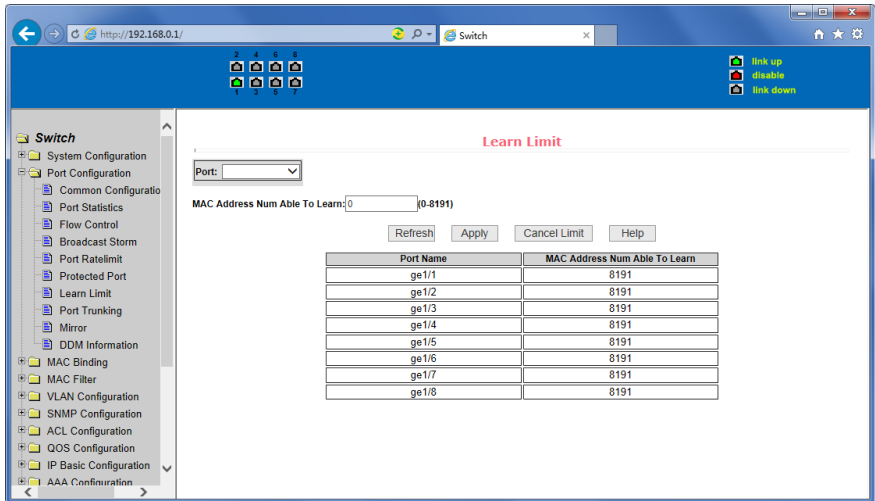 http://192.168.0.1/
Switch
2 4 6 8
1 3 5 7
link up
disable
link down
Switch
System Configuration
Port Configuration
Common Configuratio
Port Statistics
Flow Control
Broadcast Storm
Port Ratelimit
Protected Port
Learn Limit
Port Trunking
Mirror
DDM Information
MAC Binding
MAC Filter
VLAN Configuration
SNMP Configuration
ACL Configuration
QOS Configuration
IP Basic Configuration
AAA Configuration
Learn Limit
Port:
MAC Address Num Able To Learn: 0 (0-8191)
Refresh Apply Cancel Limit Help
Port Name MAC Address Num Able To Learn
ge1/1 8191
ge1/2 8191
ge1/3 8191
ge1/4 8191
ge1/5 8191
ge1/6 8191
ge1/7 8191
ge1/8 8191